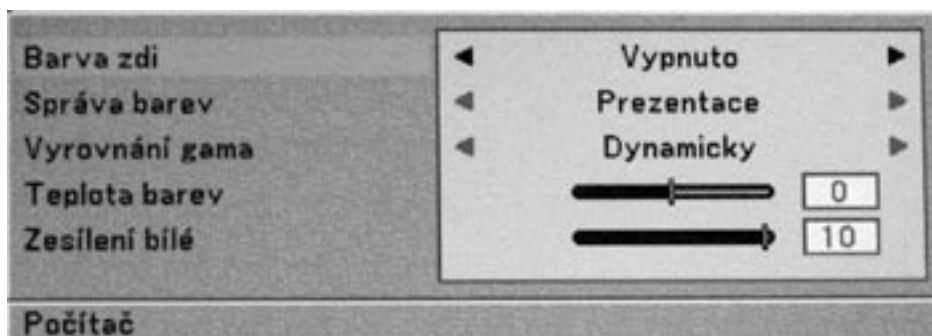 Barva zdi Vypnuto
Správa barev Prezentace
Vyrovnání gama Dynamicky
Teplota barev 0
Zesílení bílé 10
Počítač